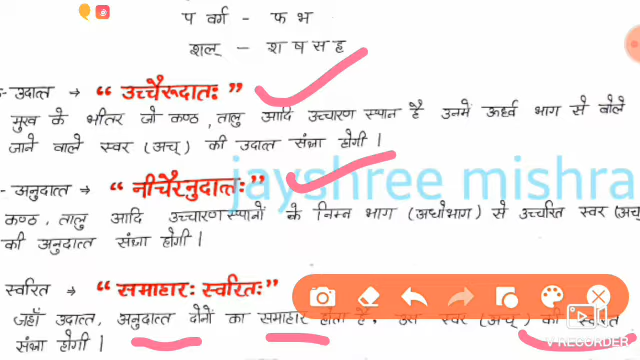 प वर्ग - फ भ
शल् - श ष स ह
- उदात्त → “ उच्चैरूदातः ”
मुख के भीतर जो कण्ठ, तालु आदि उच्चारण स्थान है उनमें ऊर्ध्व भाग से बोले
जाने वाले स्वर (अच्) की उदात्त संज्ञा होगी।
jayshree mishra
- अनुदात्त → “ नीचैरनुदात्तः ”
कण्ठ, तालु आदि उच्चारण स्थानों के निम्न भाग (अधोभाग) से उच्चरित स्वर (अच्
की अनुदात्त संज्ञा होगी।
स्वरित → “ समाहारः स्वरितः ”
जहाँ उदात्त, अनुदात्त दोनों का समाहार होता है, उस स्वर (अच्) की स्वरित
संज्ञा होगी।
V RECORDER